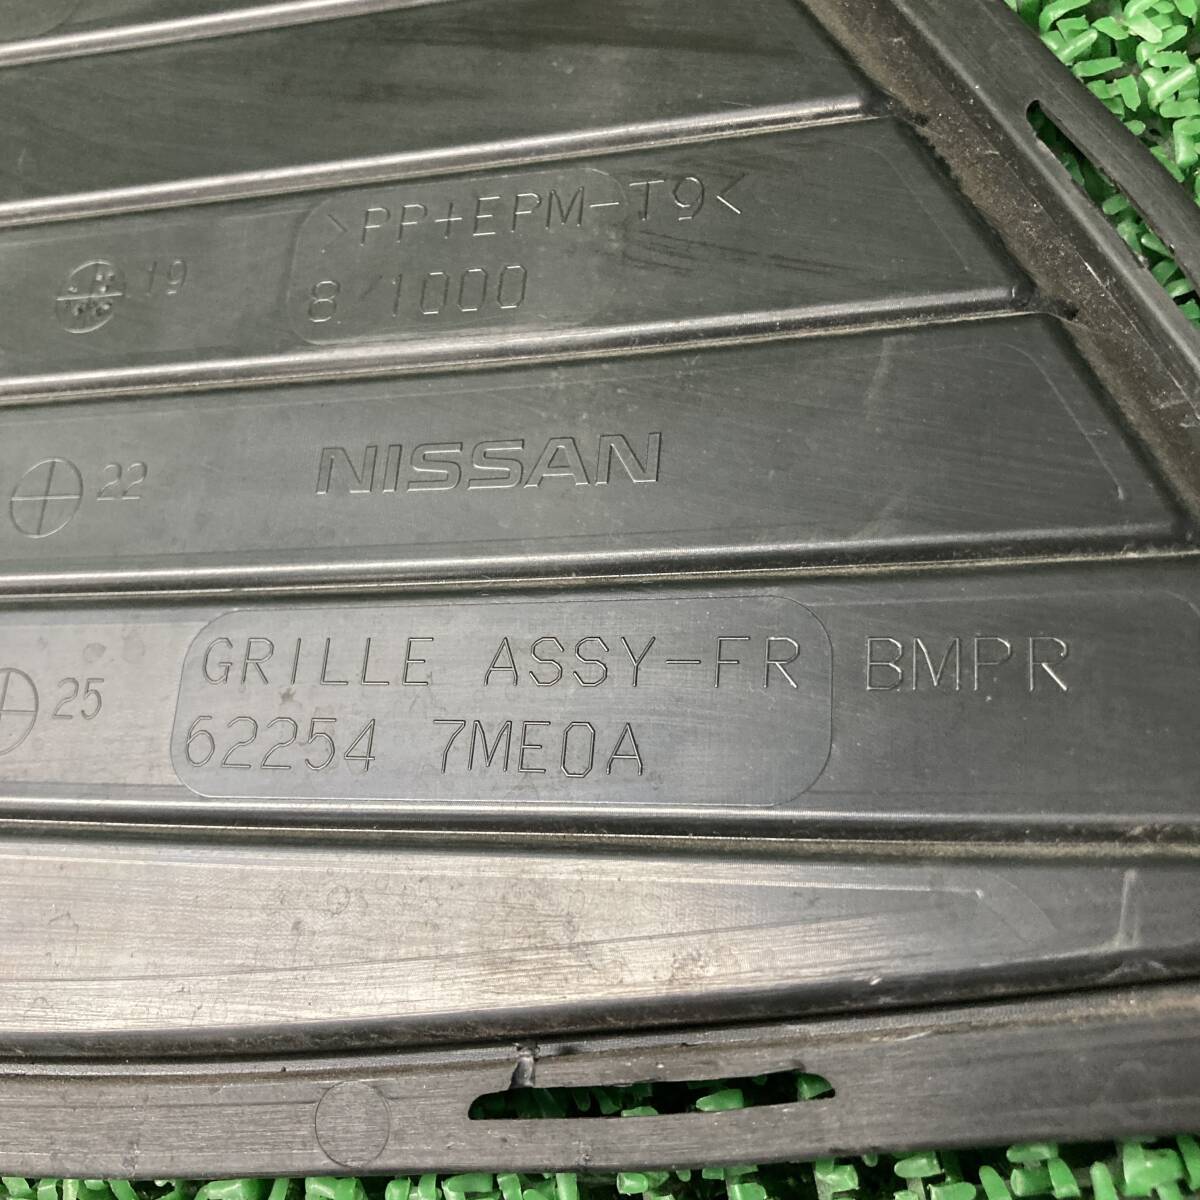 >PP+EPM-T9<
8/1000
19
22
NISSAN
25
GRILLE ASSY-FR BMPR
62254 7ME0A